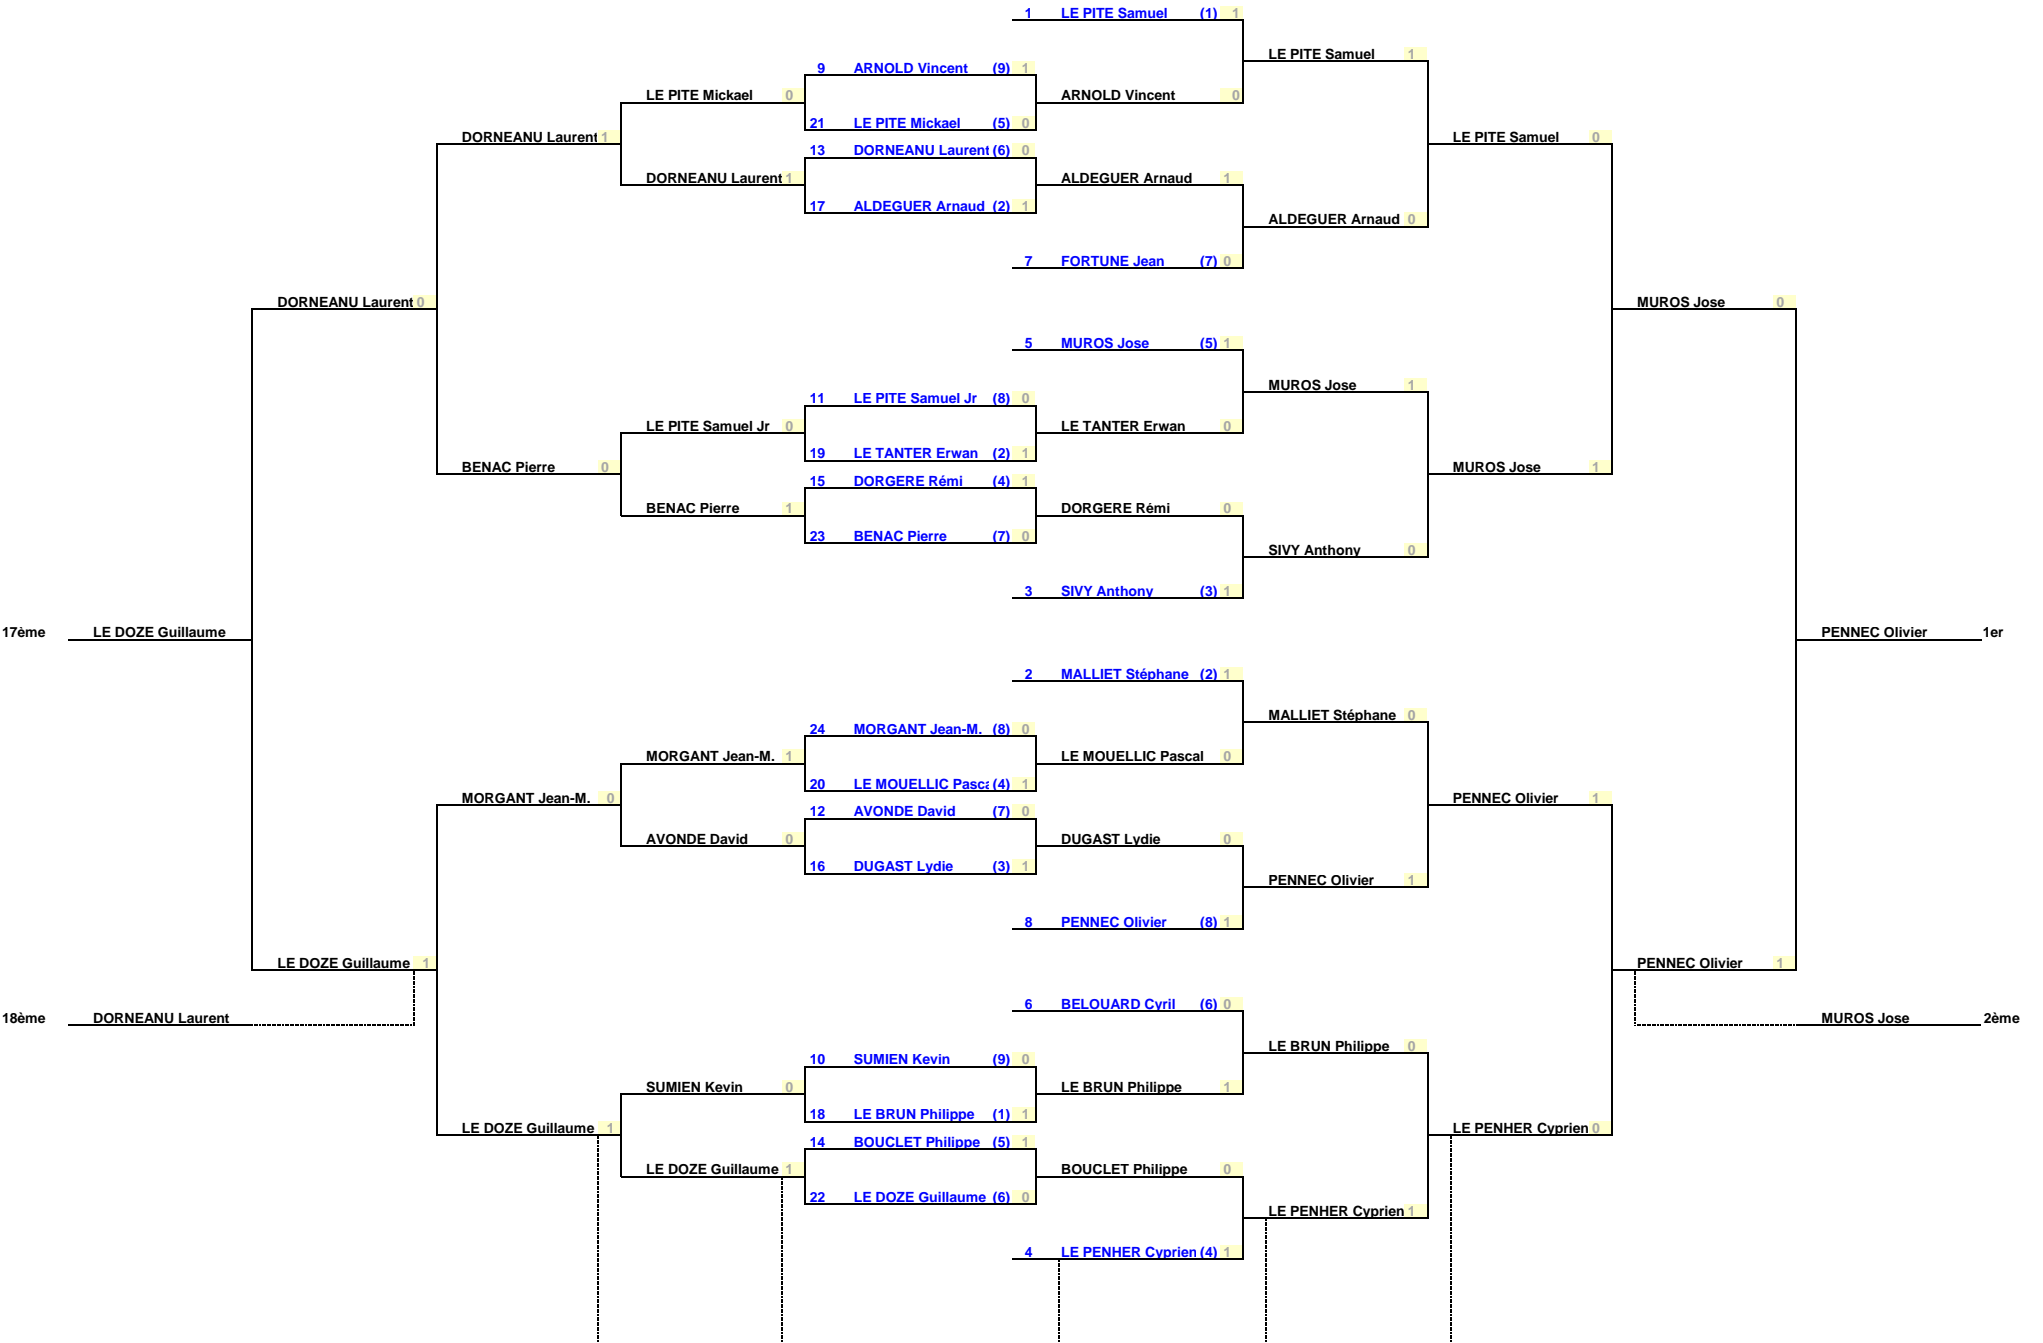 1 LE PITE Samuel (1) 1
LE PITE Samuel 1
9 ARNOLD Vincent (9) 1
LE PITE Mickael 0 ARNOLD Vincent 0
21 LE PITE Mickael (5) 0
DORNEANU Laurent 1 LE PITE Samuel 0
13 DORNEANU Laurent (6) 0
DORNEANU Laurent 1 ALDEGUER Arnaud 1
17 ALDEGUER Arnaud (2) 1
ALDEGUER Arnaud 0
7 FORTUNE Jean (7) 0
DORNEANU Laurent 0 MUROS Jose 0
5 MUROS Jose (5) 1
MUROS Jose 1
11 LE PITE Samuel Jr (8) 0
LE PITE Samuel Jr 0 LE TANTER Erwan 0
19 LE TANTER Erwan (2) 1
BENAC Pierre 0 MUROS Jose 1
15 DORGERE Rémi (4) 1
BENAC Pierre 1 DORGERE Rémi 0
23 BENAC Pierre (7) 0
SIVY Anthony 0
3 SIVY Anthony (3) 1
17ème LE DOZE Guillaume PENNEC Olivier 1er
2 MALLIET Stéphane (2) 1
MALLIET Stéphane 0
24 MORGANT Jean-M. (8) 0
MORGANT Jean-M. 1 LE MOUELLIC Pascal 0
20 LE MOUELLIC Pasca (4) 1
MORGANT Jean-M. 0 PENNEC Olivier 1
12 AVONDE David (7) 0
AVONDE David 0 DUGAST Lydie 0
16 DUGAST Lydie (3) 1
PENNEC Olivier 1
8 PENNEC Olivier (8) 1
LE DOZE Guillaume 1 PENNEC Olivier 1
6 BELOUARD Cyril (6) 0
18ème DORNEANU Laurent MUROS Jose 2ème
LE BRUN Philippe 0
10 SUMIEN Kevin (9) 0
SUMIEN Kevin 0 LE BRUN Philippe 1
18 LE BRUN Philippe (1) 1
LE DOZE Guillaume 1 LE PENHER Cyprien 0
14 BOUCLET Philippe (5) 1
LE DOZE Guillaume 1 BOUCLET Philippe 0
22 LE DOZE Guillaume (6) 0
LE PENHER Cyprien 1
4 LE PENHER Cyprien (4) 1